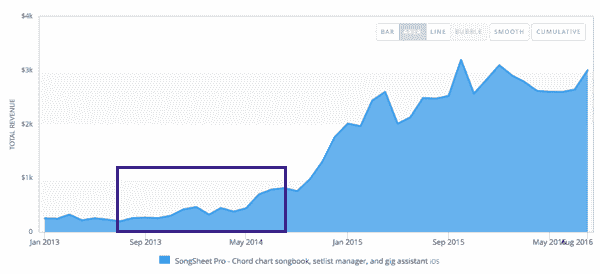 $4k
BAR AREA LINE BUBBLE SMOOTH CUMULATIVE
$3k
TOTAL REVENUE
$2k
$1k
0
Jan 2013 Sep 2013 May 2014 Jan 2015 Sep 2015 May 2016 Aug 2016
SongSheet Pro - Chord chart songbook, setlist manager, and gig assistant iOS